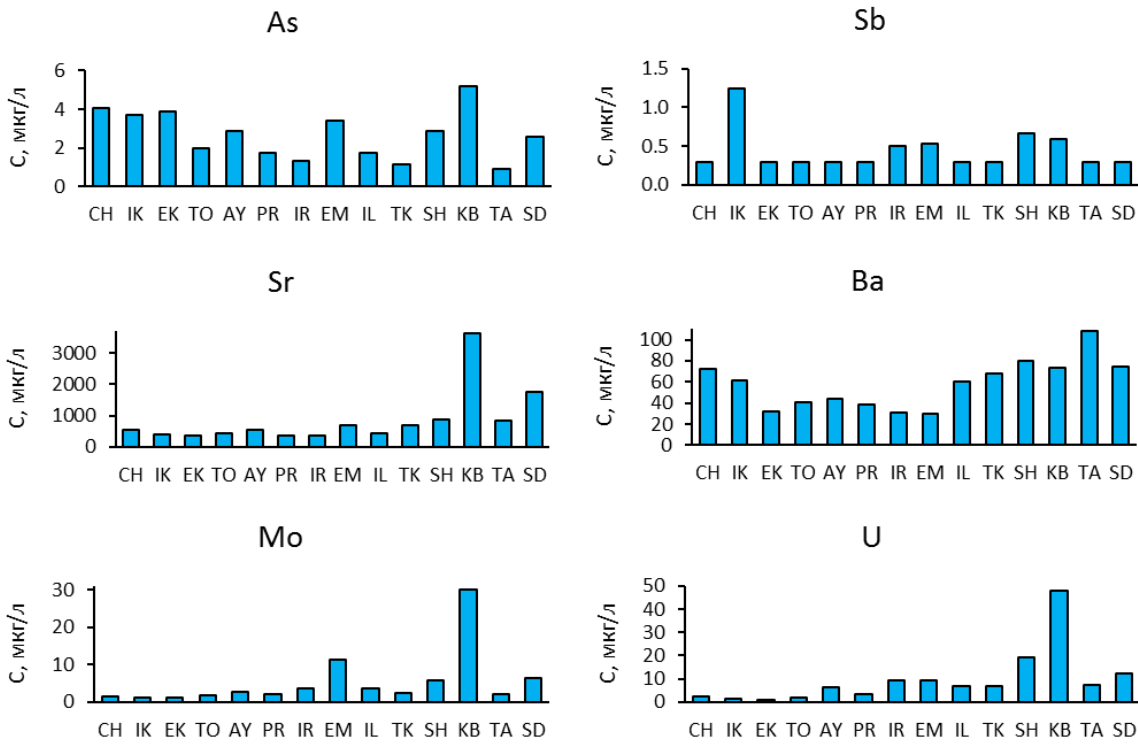 As
С, мкг/л
6
4
2
0
CH IK EK TO AY PR IR EM IL TK SH KB TA SD
Sb
С, мкг/л
1.5
1.0
0.5
0.0
CH IK EK TO AY PR IR EM IL TK SH KB TA SD
Sr
С, мкг/л
3000
2000
1000
0
CH IK EK TO AY PR IR EM IL TK SH KB TA SD
Ba
С, мкг/л
100
80
60
40
20
0
CH IK EK TO AY PR IR EM IL TK SH KB TA SD
Mo
С, мкг/л
30
20
10
0
CH IK EK TO AY PR IR EM IL TK SH KB TA SD
U
С, мкг/л
50
40
30
20
10
0
CH IK EK TO AY PR IR EM IL TK SH KB TA SD